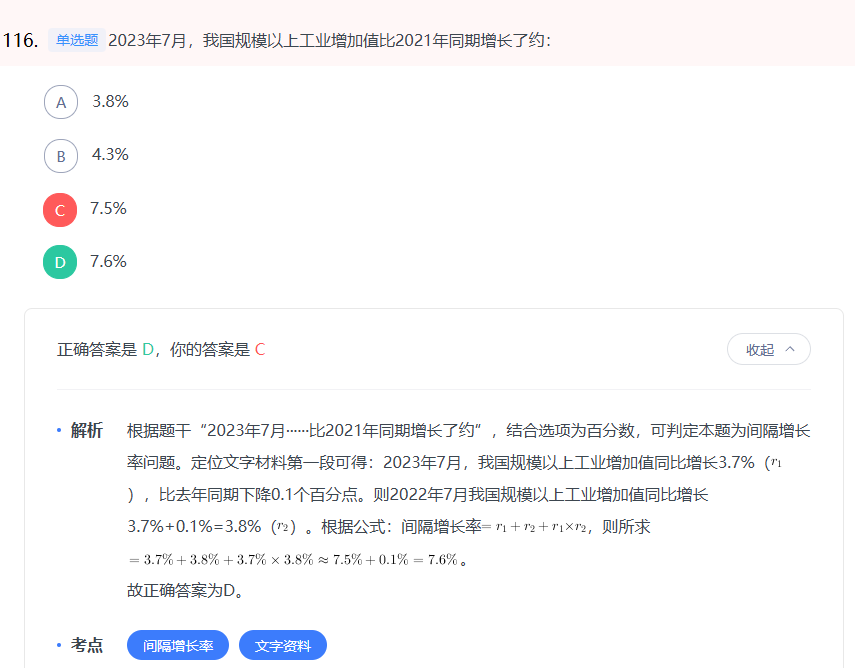 116. 单选题 2023年7月，我国规模以上工业增加值比2021年同期增长了约：
A 3.8%
B 4.3%
C 7.5%
D 7.6%
正确答案是 D，你的答案是 C
收起
· 解析 根据题干“2023年7月······比2021年同期增长了约”，结合选项为百分数，可判定本题为间隔增长
率问题。定位文字材料第一段可得：2023年7月，我国规模以上工业增加值同比增长3.7%（r₁
），比去年同期下降0.1个百分点。则2022年7月我国规模以上工业增加值同比增长
3.7%+0.1%=3.8%（r₂）。根据公式：间隔增长率= r₁ + r₂ + r₁×r₂，则所求
= 3.7% + 3.8% + 3.7% × 3.8% ≈ 7.5% + 0.1% = 7.6%。
故正确答案为D。
· 考点 间隔增长率 文字资料